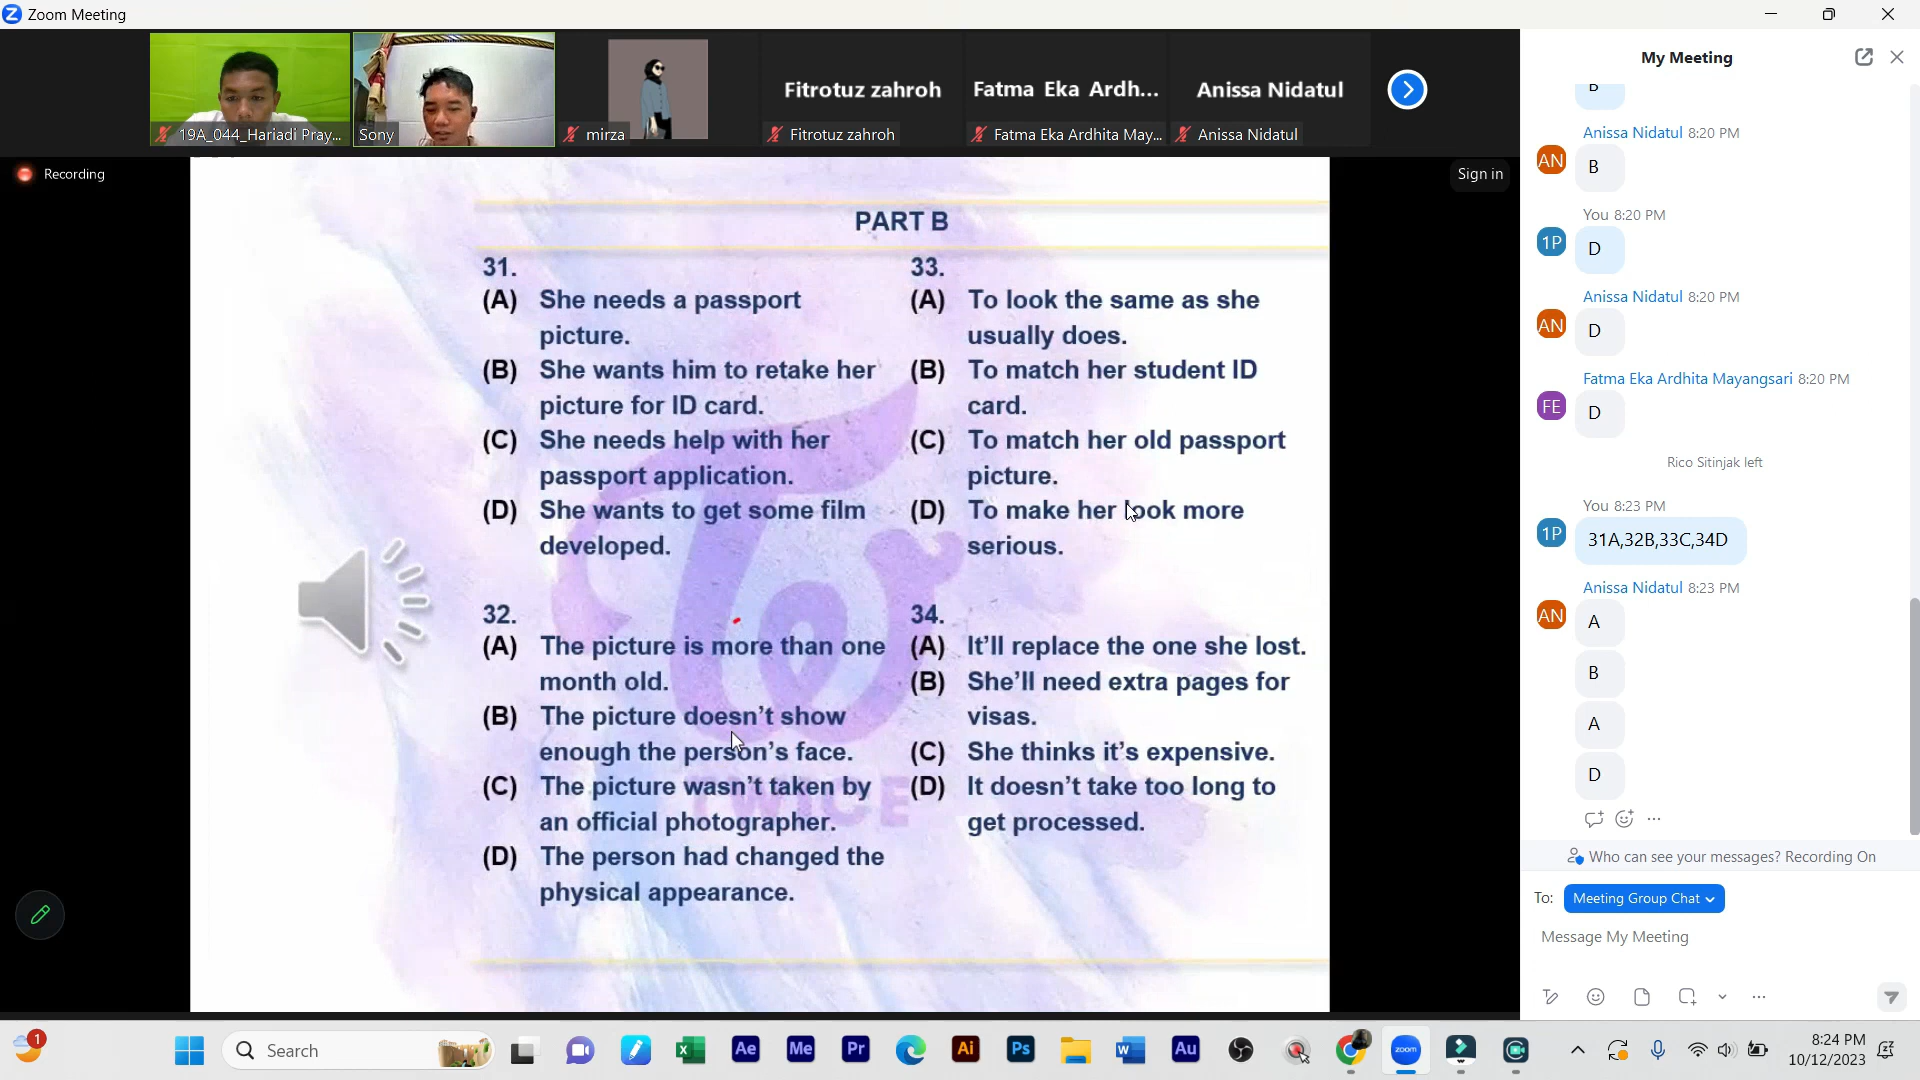 Zoom Meeting
19A_044_Hariadi Pray...
Sony
mirza
Fitrotuz zahroh
Fitrotuz zahroh
Fatma Eka Ardh...
Fatma Eka Ardhita May...
Anissa Nidatul
Anissa Nidatul
Recording
Sign in
PART B
31.
(A) She needs a passport
picture.
(B) She wants him to retake her
picture for ID card.
(C) She needs help with her
passport application.
(D) She wants to get some film
developed.
32.
(A) The picture is more than one
month old.
(B) The picture doesn't show
enough the person's face.
(C) The picture wasn't taken by
an official photographer.
(D) The person had changed the
physical appearance.
33.
(A) To look the same as she
usually does.
(B) To match her student ID
card.
(C) To match her old passport
picture.
(D) To make her look more
serious.
34.
(A) It'll replace the one she lost.
(B) She'll need extra pages for
visas.
(C) She thinks it's expensive.
(D) It doesn't take too long to
get processed.
TWICE
My Meeting
B
Anissa Nidatul 8:20 PM
AN
B
You 8:20 PM
1P
D
Anissa Nidatul 8:20 PM
AN
D
Fatma Eka Ardhita Mayangsari 8:20 PM
FE
D
Rico Sitinjak left
You 8:23 PM
1P
31A,32B,33C,34D
Anissa Nidatul 8:23 PM
AN
A
B
A
D
Who can see your messages? Recording On
To: Meeting Group Chat
Message My Meeting
1
Search
Ae
Me
Pr
Ai
Ps
Au
zoom
8:24 PM
10/12/2023